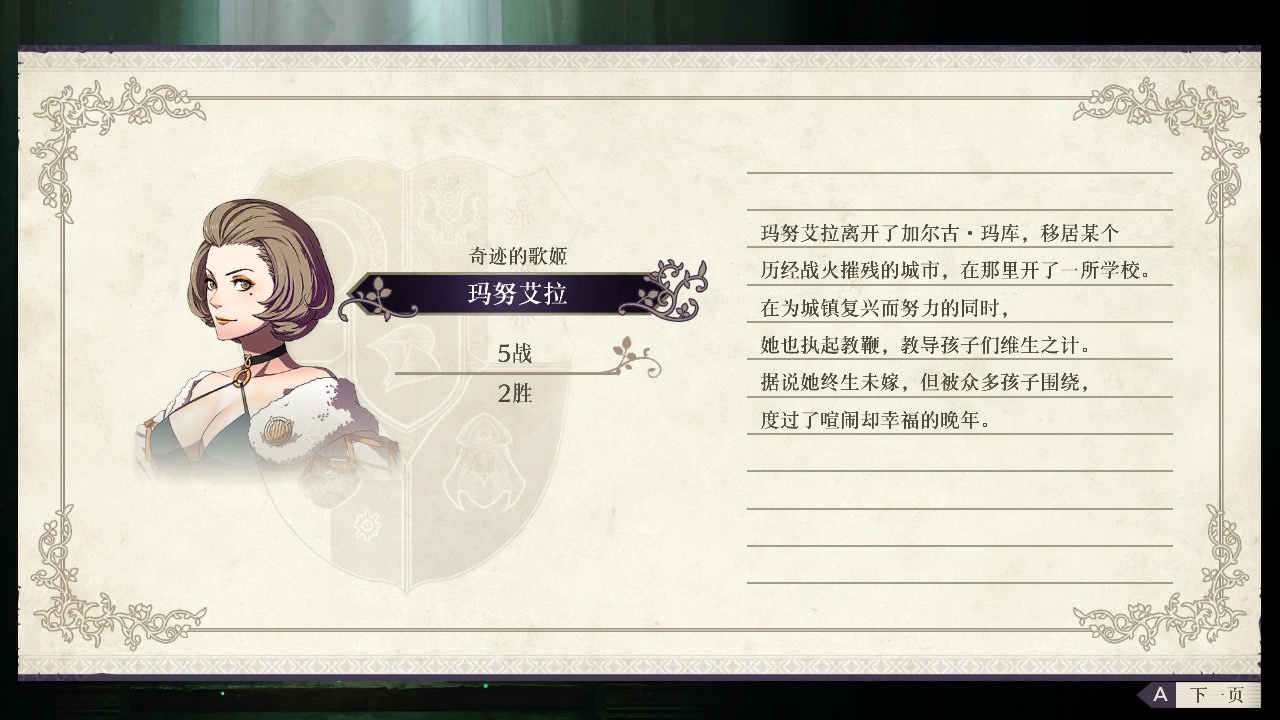 奇迹的歌姬
玛努艾拉
5战
2胜
玛努艾拉离开了加尔古·玛库，移居某个
历经战火摧残的城市，在那里开了一所学校。
在为城镇复兴而努力的同时，
她也执起教鞭，教导孩子们维生之计。
据说她终生未嫁，但被众多孩子围绕，
度过了喧闹却幸福的晚年。
A 下一页